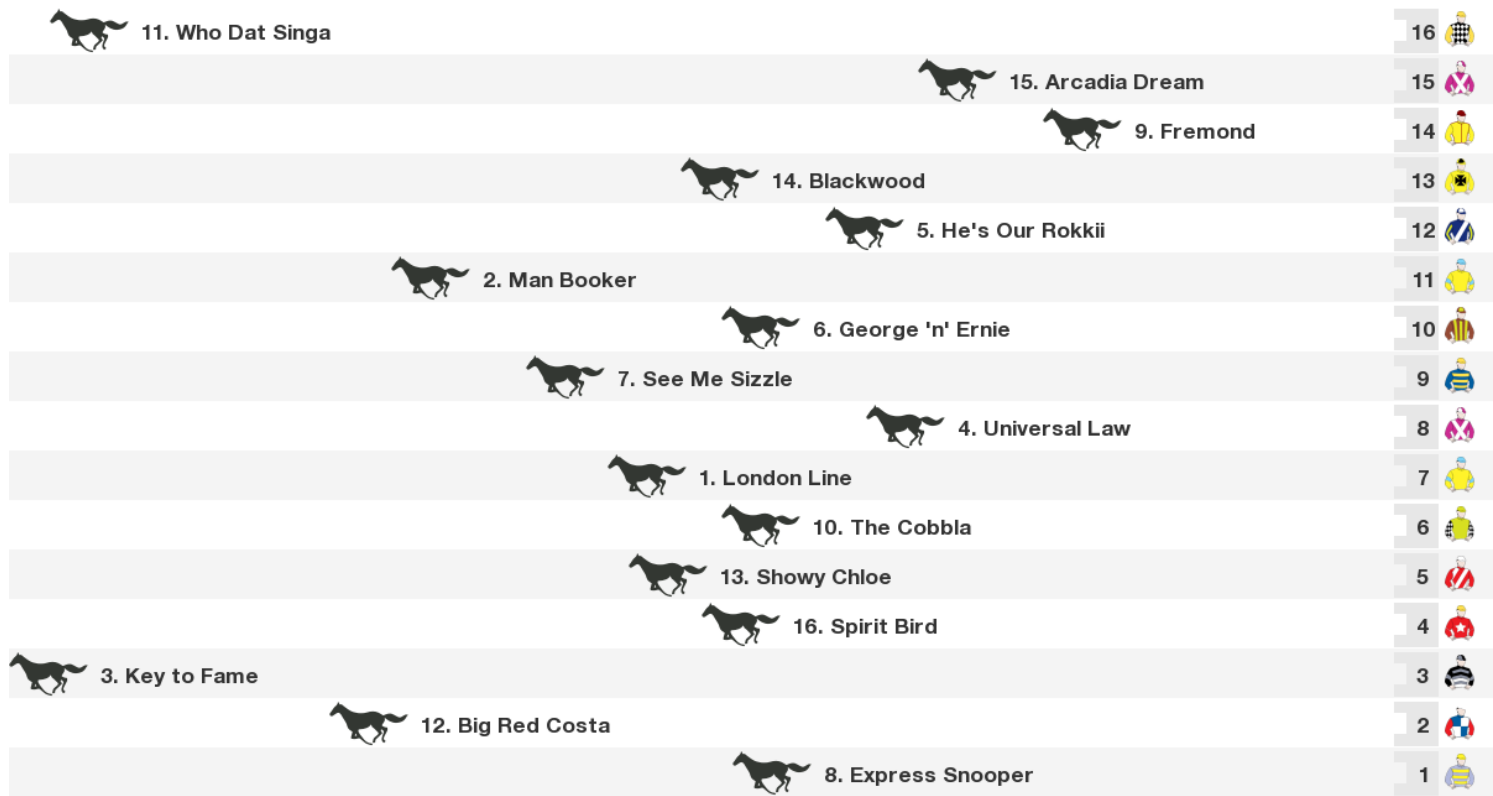 11. Who Dat Singa 16
15. Arcadia Dream 15
9. Fremond 14
14. Blackwood 13
5. He's Our Rokkii 12
2. Man Booker 11
6. George 'n' Ernie 10
7. See Me Sizzle 9
4. Universal Law 8
1. London Line 7
10. The Cobbla 6
13. Showy Chloe 5
16. Spirit Bird 4
3. Key to Fame 3
12. Big Red Costa 2
8. Express Snooper 1